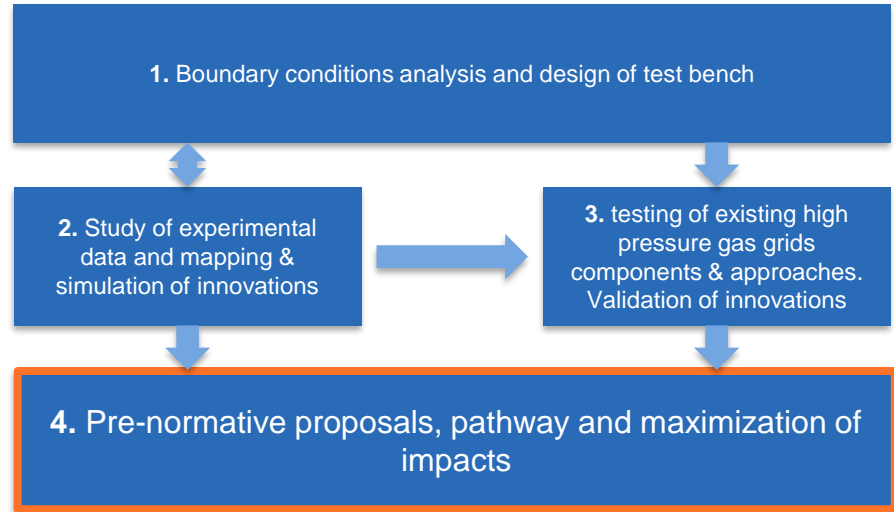 1. Boundary conditions analysis and design of test bench
2. Study of experimental
data and mapping &
simulation of innovations
3. testing of existing high
pressure gas grids
components & approaches.
Validation of innovations
4. Pre-normative proposals, pathway and maximization of
impacts